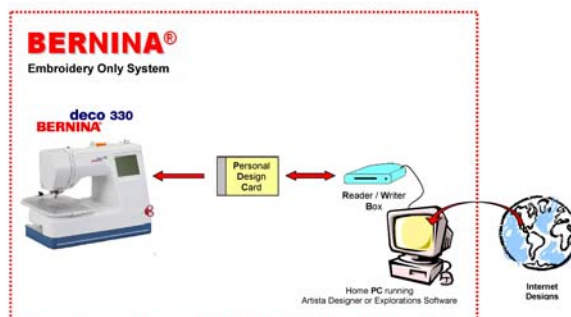 BERNINA®
Embroidery Only System
deco 330
BERNINA
Personal
Design
Card
Reader / Writer
Box
Home PC running
Artista Designer or Explorations Software
Internet
Designs